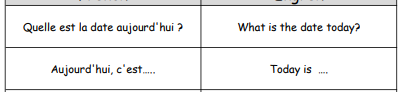 Quelle est la date aujourd'hui ? What is the date today?
Aujourd'hui, c'est..... Today is ....